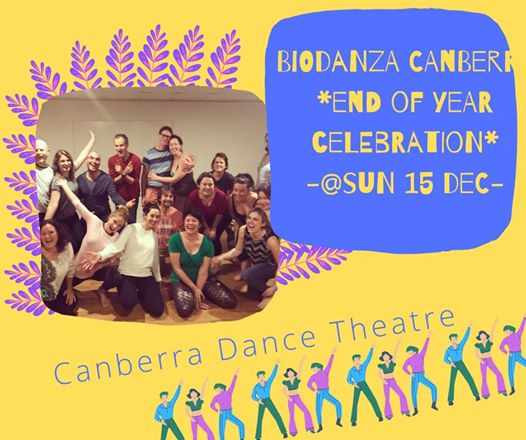 BIODANZA CANBERR
*END OF YEAR
CELEBRATION*
-@SUN 15 DEC-
Canberra Dance Theatre